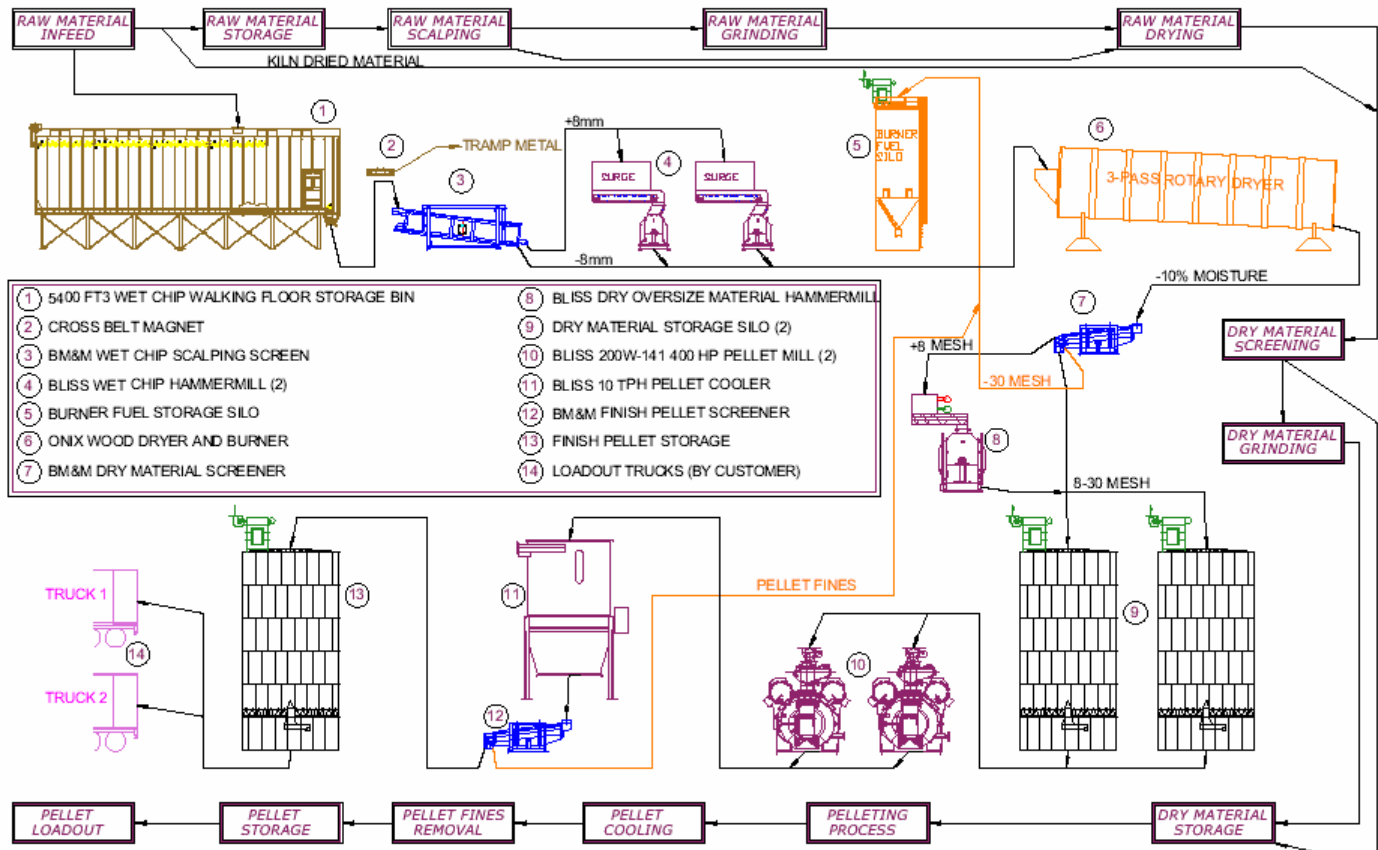 RAW MATERIAL
INFEED
RAW MATERIAL
STORAGE
RAW MATERIAL
SCALPING
RAW MATERIAL
GRINDING
RAW MATERIAL
DRYING
KILN DRIED MATERIAL
1
2
TRAMP METAL
3
+8mm
-8mm
SURGE
4
SURGE
5
BURNER
FUEL
SILO
6
3-PASS ROTARY DRYER
-10% MOISTURE
7
+8 MESH
-30 MESH
DRY MATERIAL
SCREENING
DRY MATERIAL
GRINDING
1 5400 FT3 WET CHIP WALKING FLOOR STORAGE BIN
2 CROSS BELT MAGNET
3 BM&M WET CHIP SCALPING SCREEN
4 BLISS WET CHIP HAMMERMILL (2)
5 BURNER FUEL STORAGE SILO
6 ONIX WOOD DRYER AND BURNER
7 BM&M DRY MATERIAL SCREENER
8 BLISS DRY OVERSIZE MATERIAL HAMMERMILL
9 DRY MATERIAL STORAGE SILO (2)
10 BLISS 200W-141 400 HP PELLET MILL (2)
11 BLISS 10 TPH PELLET COOLER
12 BM&M FINISH PELLET SCREENER
13 FINISH PELLET STORAGE
14 LOADOUT TRUCKS (BY CUSTOMER)
8
8-30 MESH
TRUCK 1
14
TRUCK 2
13
11
12
PELLET FINES
10
9
PELLET
LOADOUT
PELLET
STORAGE
PELLET FINES
REMOVAL
PELLET
COOLING
PELLETING
PROCESS
DRY MATERIAL
STORAGE